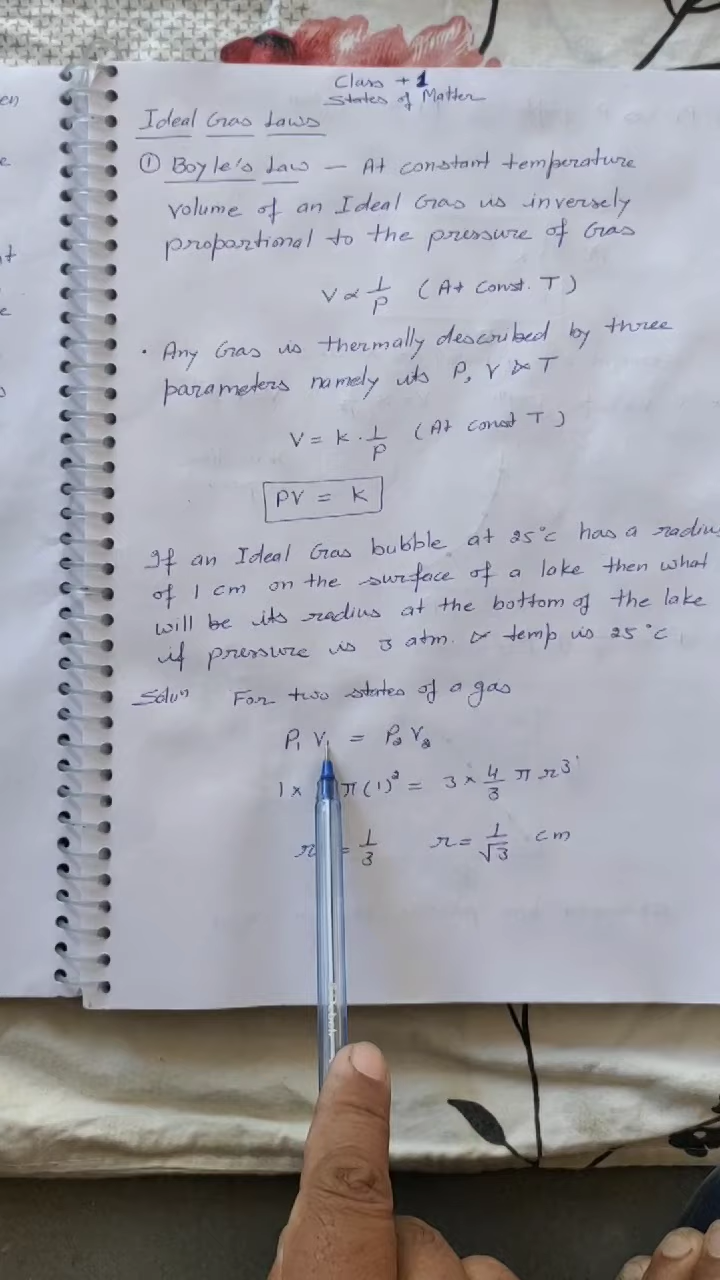 Class + 1
States of Matter
Ideal Gas Laws
① Boyle's Law — At constant temperature
volume of an Ideal Gas is inversely
proportional to the pressure of Gas
V ∝ 1/P (At Const. T)
• Any Gas is thermally described by three
parameters namely its P, V & T
V = k · 1/P (At Const T)
PV = k
If an Ideal Gas bubble at 25°c has a radius
of 1 cm on the surface of a lake then what
will be its radius at the bottom of the lake
if pressure is 3 atm. & temp is 25°c
Soluⁿ For two states of a gas
P₁ V₁ = P₂ V₂
1 × π (1)² = 3 × 4/3 π r³
r = 1/3 r = 1/√3 cm